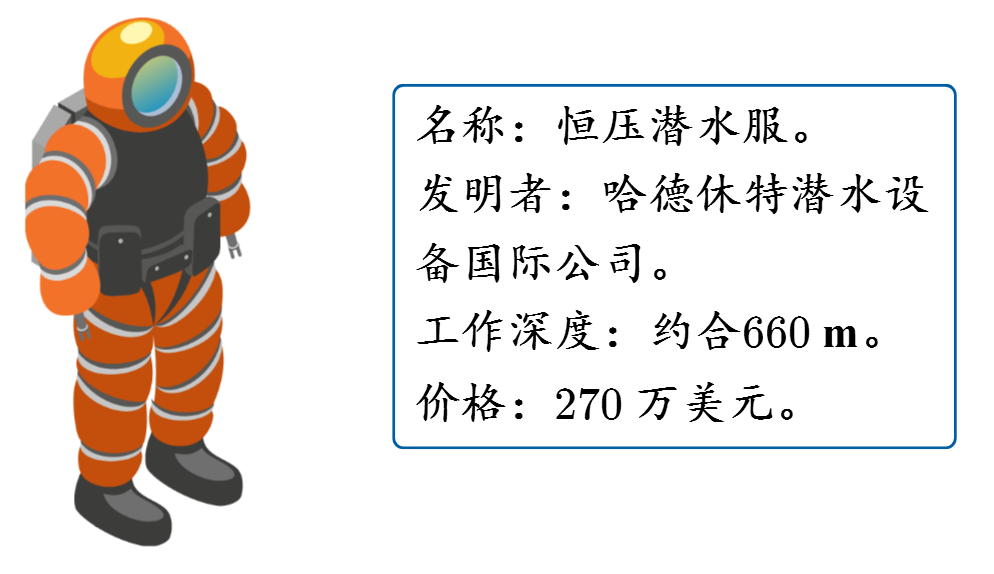 名称：恒压潜水服。
发明者：哈德休特潜水设
备国际公司。
工作深度：约合660 m。
价格：270 万美元。